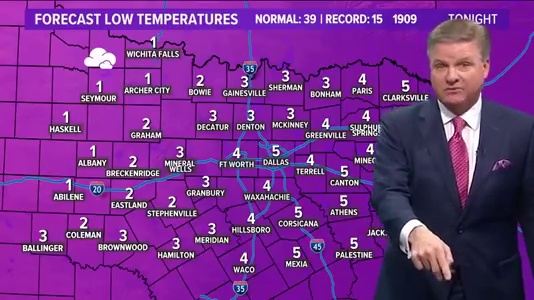 FORECAST LOW TEMPERATURES NORMAL: 39 | RECORD: 15 1909 TONIGHT
1
WICHITA FALLS
35
1
SEYMOUR
1
ARCHER CITY
2
BOWIE
3
GAINESVILLE
3
SHERMAN
3
BONHAM
4
PARIS
5
CLARKSVILLE
1
HASKELL
2
GRAHAM
3
DECATUR
3
DENTON
3
MCKINNEY
4
GREENVILLE
4
SULPHUR
SPRINGS
1
ALBANY
2
BRECKENRIDGE
3
MINERAL
WELLS
4
FT WORTH
5
DALLAS
4
TERRELL
4
5
CANTON
1
ABILENE
20
2
EASTLAND
2
STEPHENVILLE
3
GRANBURY
4
WAXAHACHIE
5
ATHENS
3
BALLINGER
2
COLEMAN
3
BROWNWOOD
3
HAMILTON
3
MERIDIAN
4
HILLSBORO
5
CORSICANA
45
4
WACO
5
MEXIA
5
PALESTINE
35